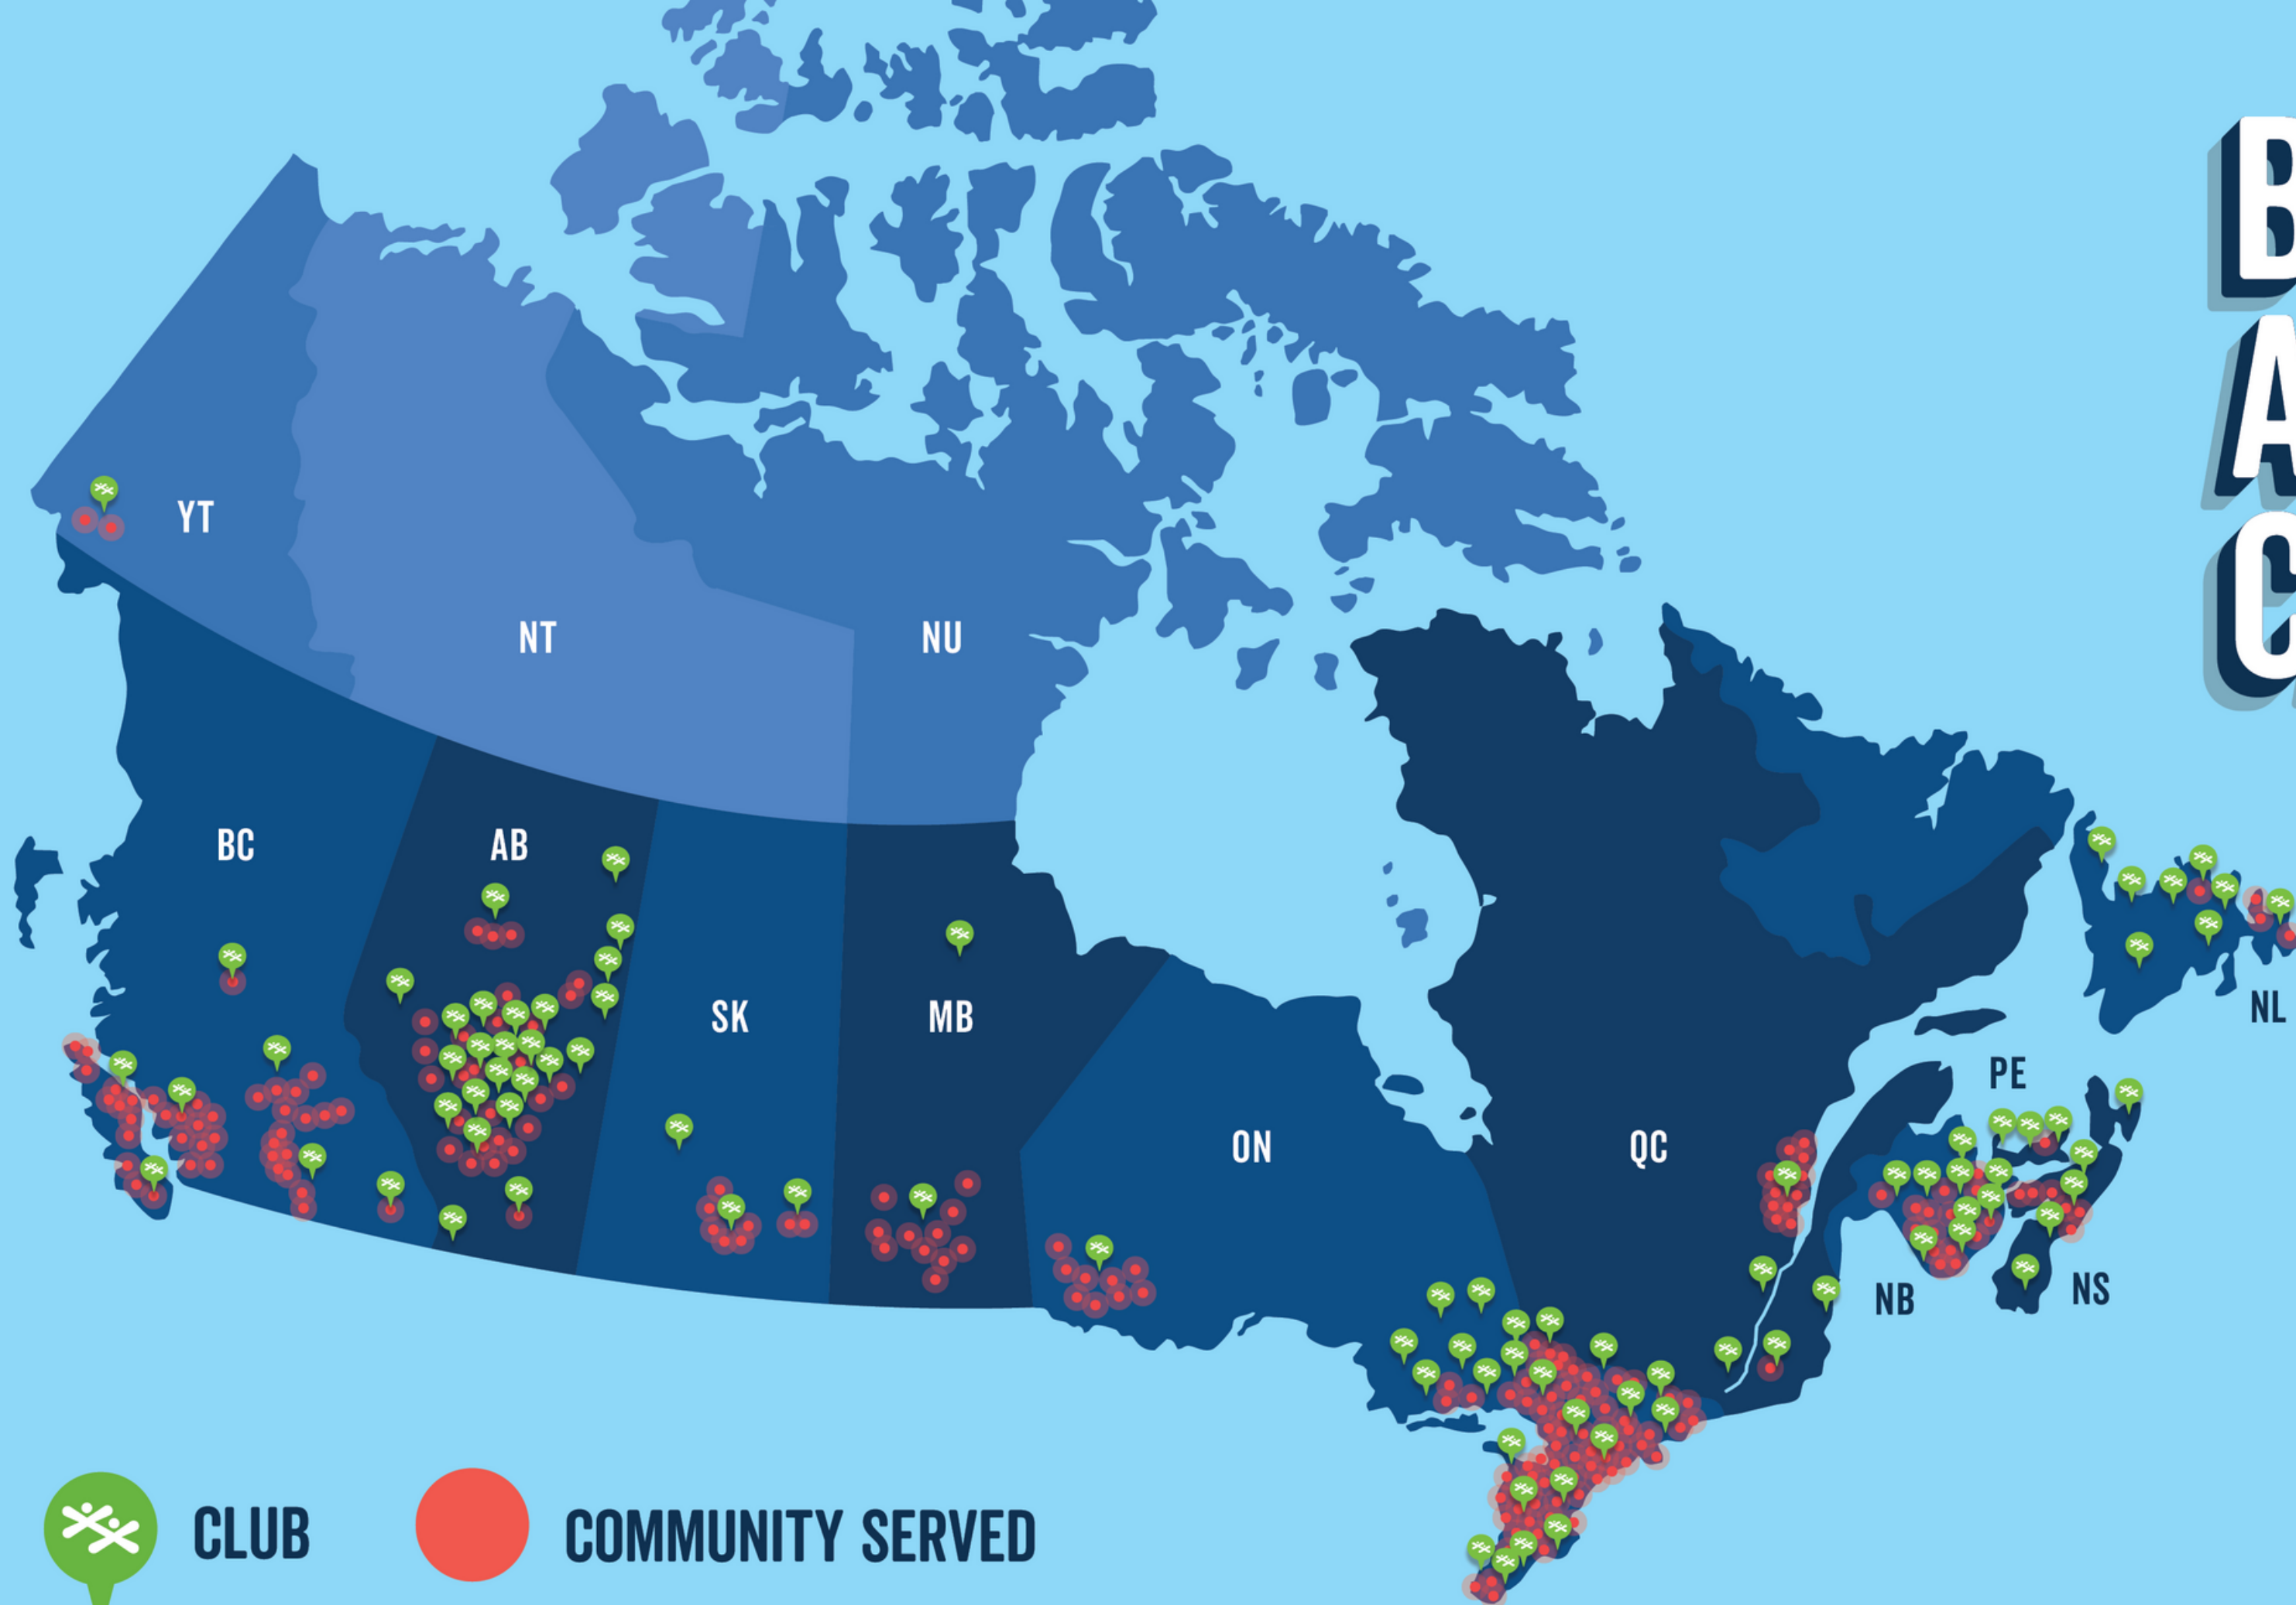 B
A
C
YT
NT
NU
BC
AB
SK
MB
ON
QC
NL
PE
NB
NS
CLUB
COMMUNITY SERVED